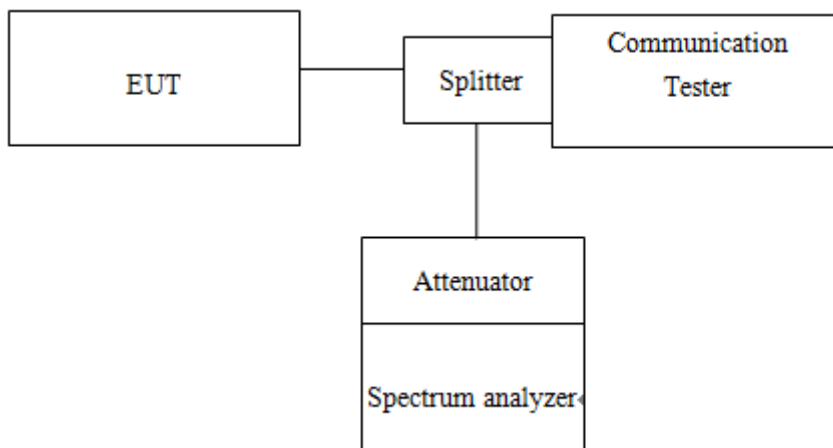 EUT
Splitter
Communication
Tester
Attenuator
Spectrum analyzer